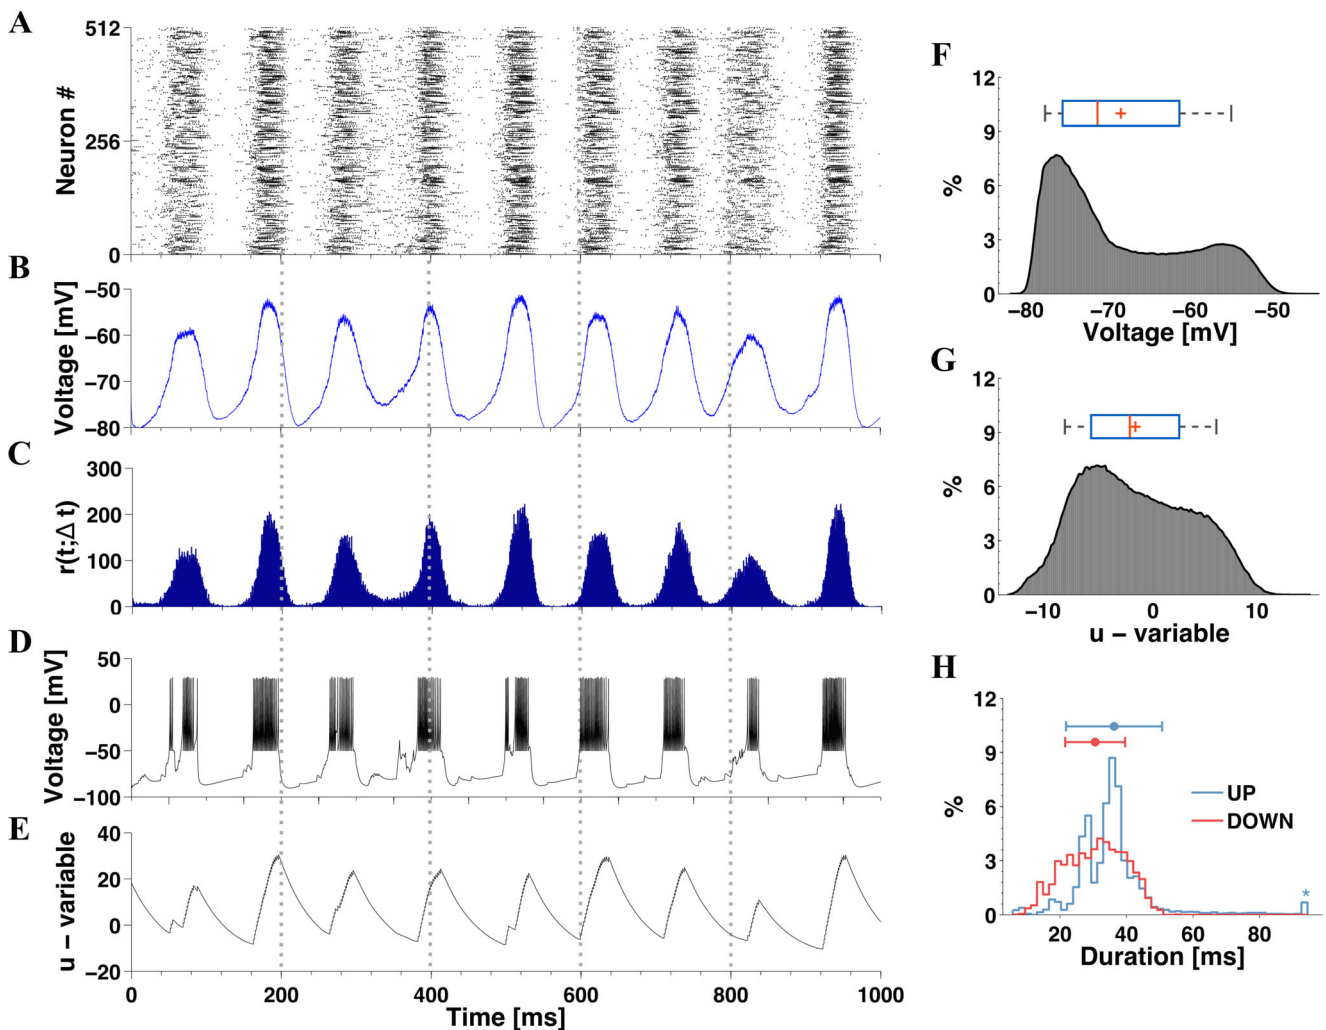 A
512
256
0
Neuron #
B
−50
−60
−70
−80
Voltage [mV]
C
300
200
100
0
r(t;Δ t)
D
50
0
−50
−100
Voltage [mV]
E
40
20
0
−20
u − variable
0 200 400 600 800 1000
Time [ms]
F
12
9
6
3
0
%
−80 −70 −60 −50
Voltage [mV]
G
12
9
6
3
0
%
−10 0 10
u − variable
H
12
9
6
3
0
%
UP
DOWN
*
20 40 60 80
Duration [ms]